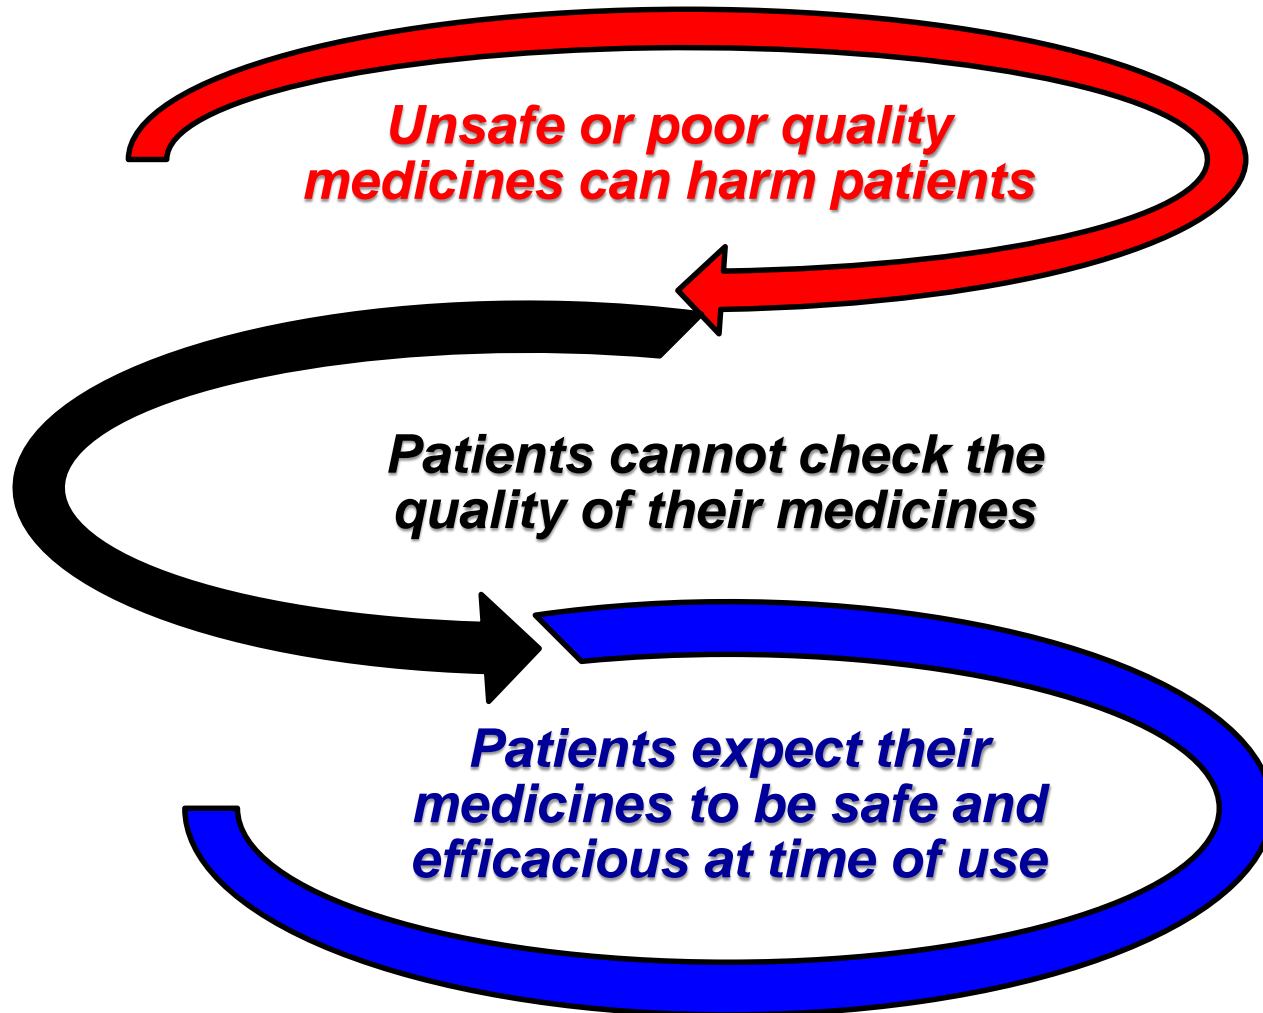 Unsafe or poor quality
medicines can harm patients
Patients cannot check the
quality of their medicines
Patients expect their
medicines to be safe and
efficacious at time of use